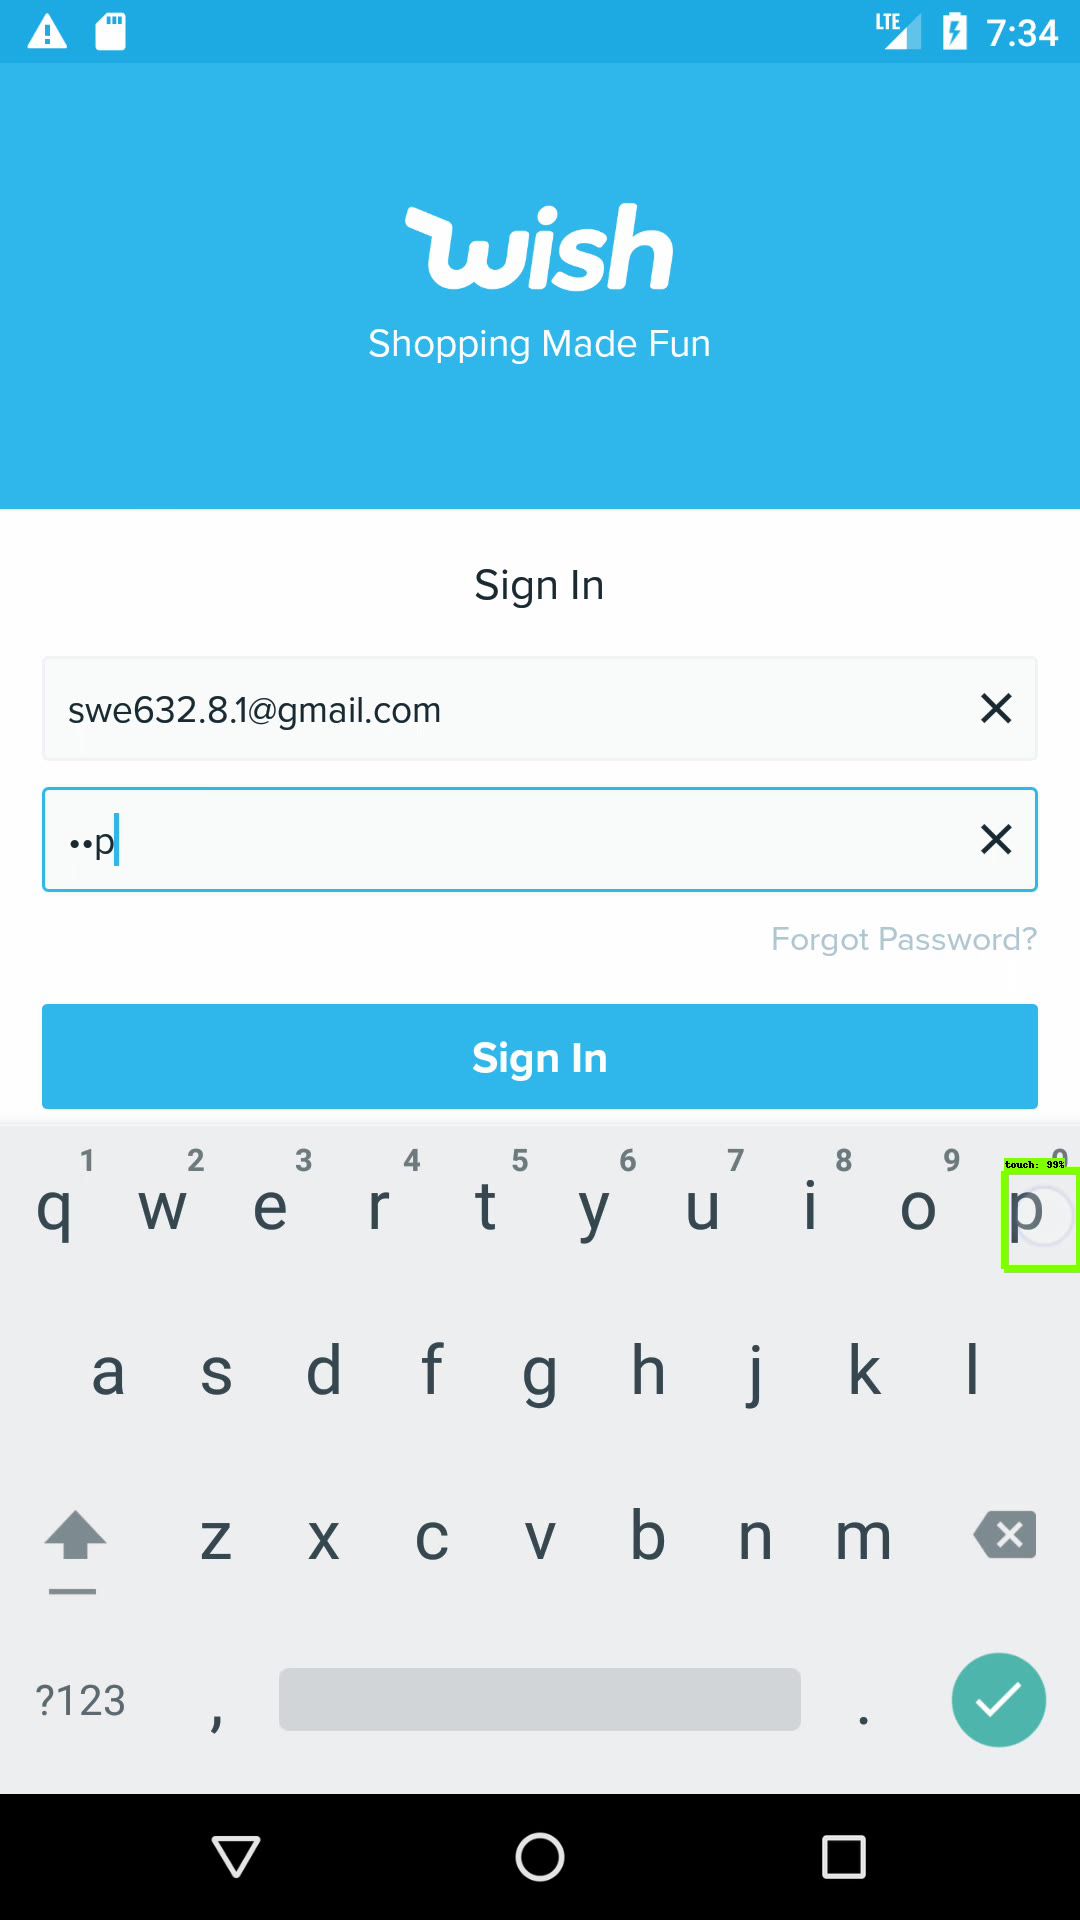 LTE 7:34
wish
Shopping Made Fun
Sign In
swe632.8.1@gmail.com
••p
Forgot Password?
Sign In
1 2 3 4 5 6 7 8 9 0
touch: 99%
q w e r t y u i o p
a s d f g h j k l
z x c v b n m
?123 , .